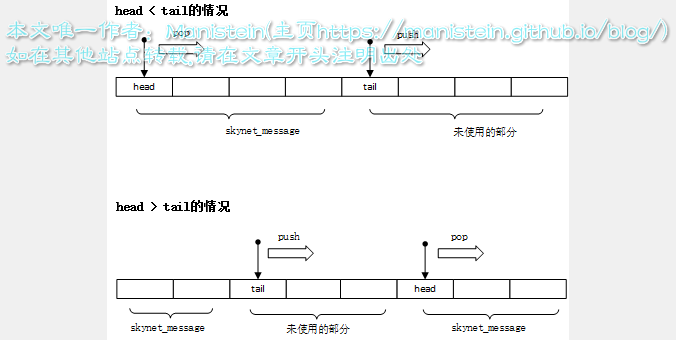 head < tail的情况
本文唯一作者：Manistein(主页https://manistein.github.io/blog/)
如在其他站点转载,请在文章开头注明出处
pop
push
head
tail
skynet_message
未使用的部分
head > tail的情况
push
pop
tail
head
skynet_message
未使用的部分
skynet_message